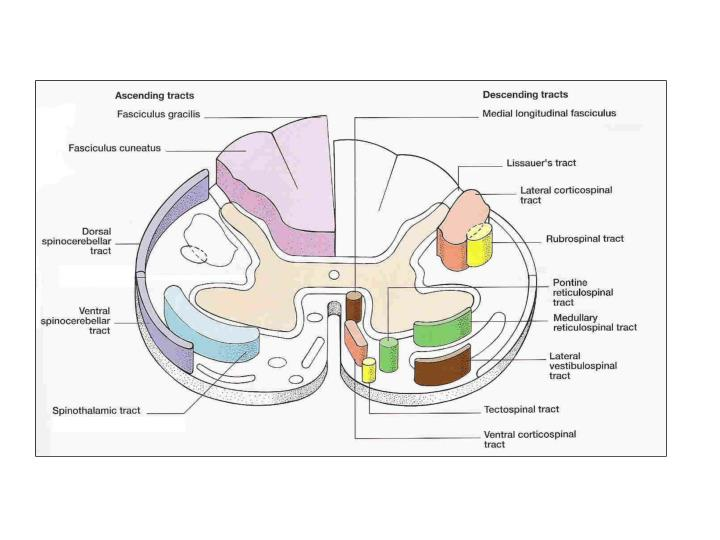 Ascending tracts
Fasciculus gracilis
Fasciculus cuneatus
Dorsal
spinocerebellar
tract
Ventral
spinocerebellar
tract
Spinothalamic tract
Descending tracts
Medial longitudinal fasciculus
Lissauer's tract
Lateral corticospinal
tract
Rubrospinal tract
Pontine
reticulospinal
tract
Medullary
reticulospinal tract
Lateral
vestibulospinal
tract
Tectospinal tract
Ventral corticospinal
tract